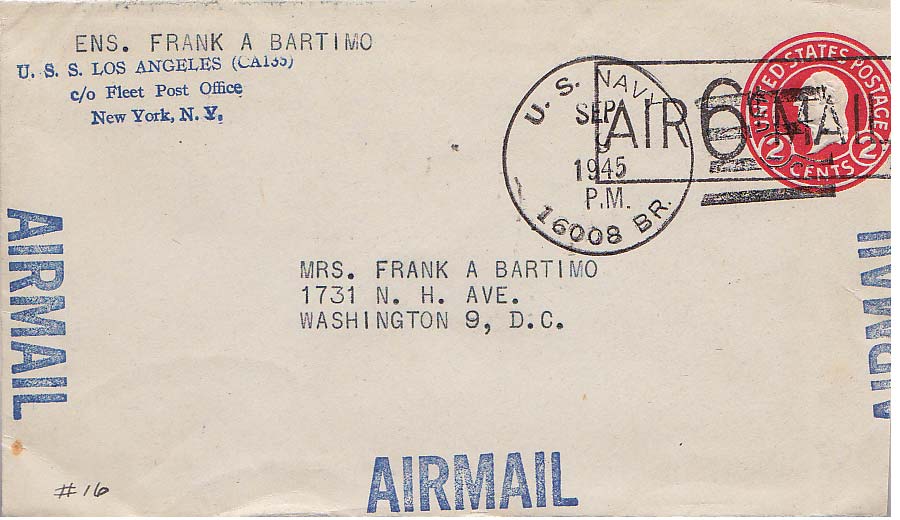 ENS. FRANK A BARTIMO
U. S. S. LOS ANGELES (CA135)
c/o Fleet Post Office
New York, N. Y.
U. S. NAVY
SEP
1945
P.M.
16008 BR.
AIR 6¢ MAIL
UNITED STATES POSTAGE
2 CENTS 2
MRS. FRANK A BARTIMO
1731 N. H. AVE.
WASHINGTON 9, D.C.
AIRMAIL
AIRMAIL
AIRMAIL
#16